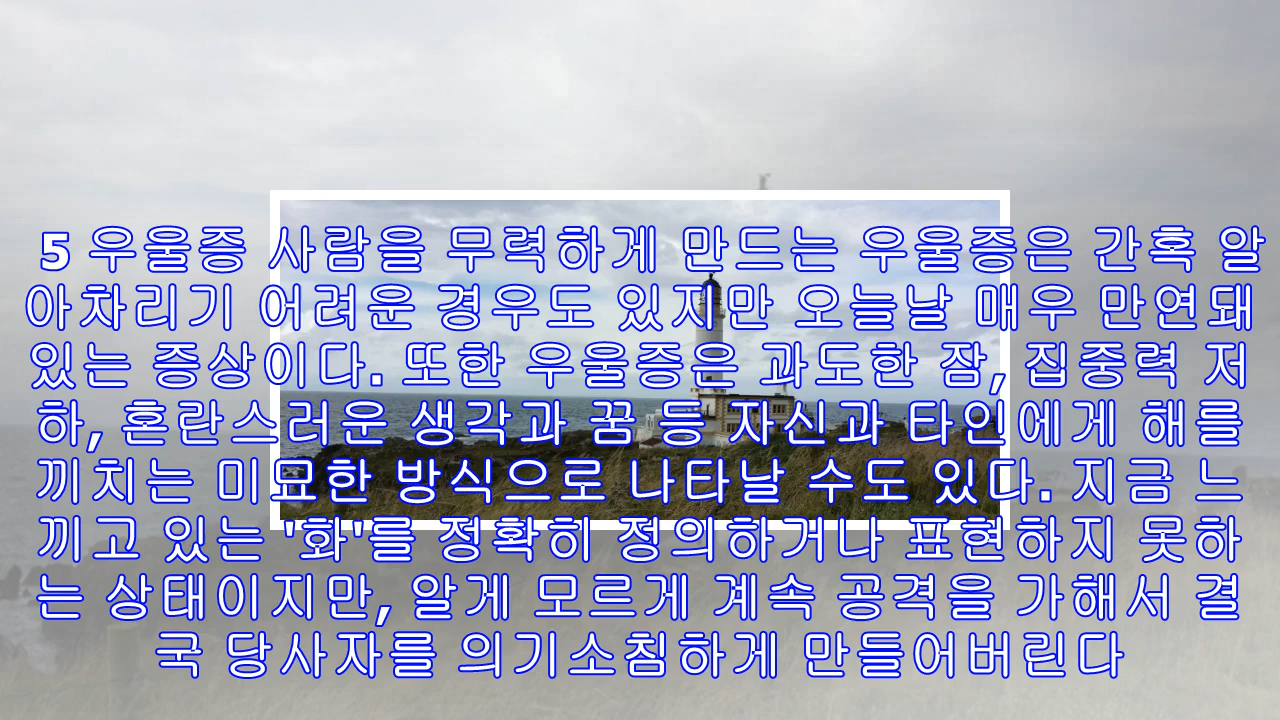 5 우울증 사람을 무력하게 만드는 우울증은 간혹 알
아차리기 어려운 경우도 있지만 오늘날 매우 만연돼
있는 증상이다. 또한 우울증은 과도한 잠, 집중력 저
하, 혼란스러운 생각과 꿈 등 자신과 타인에게 해를
끼치는 미묘한 방식으로 나타날 수도 있다. 지금 느
끼고 있는 '화'를 정확히 정의하거나 표현하지 못하
는 상태이지만, 알게 모르게 계속 공격을 가해서 결
국 당사자를 의기소침하게 만들어버린다